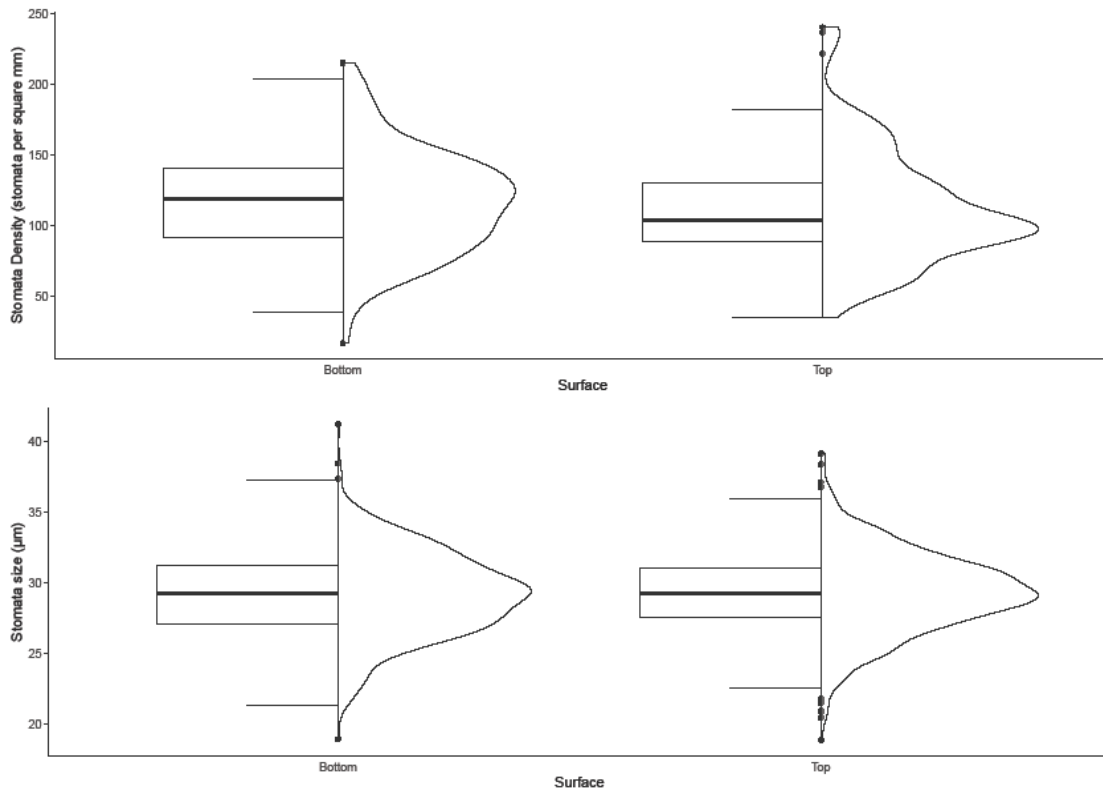 Stomata Density (stomata per square mm)
250
200
150
100
50
Bottom
Top
Surface
Stomata size (μm)
40
35
30
25
20
Bottom
Top
Surface